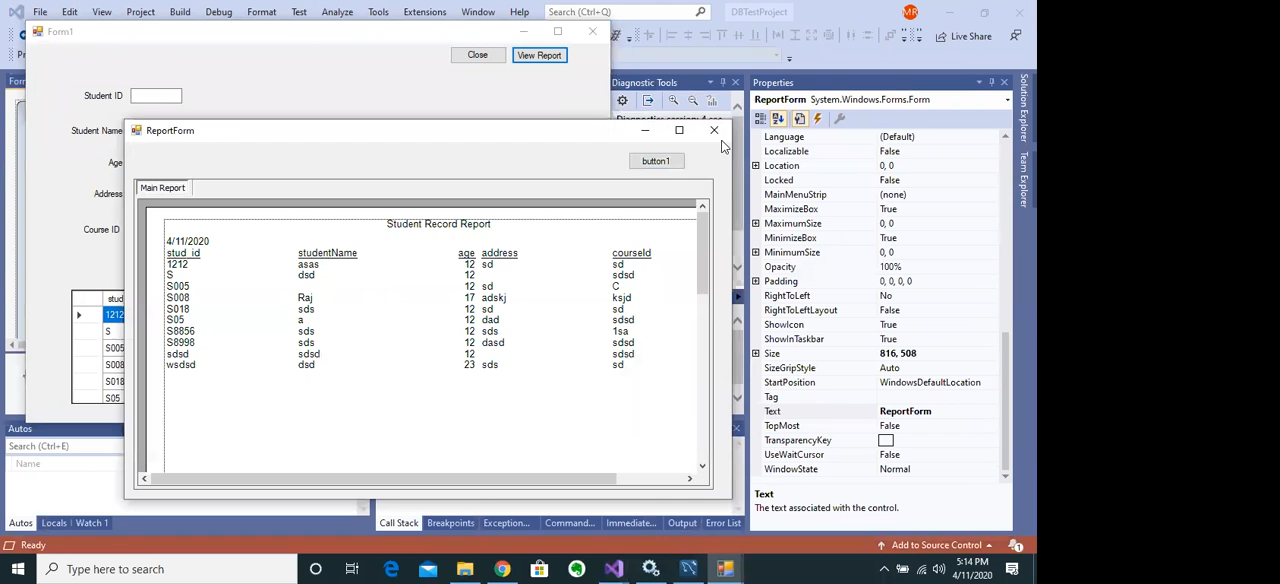 File Edit View Git Project Build Debug Format Test Analyze Tools Extensions Window Help Search (Ctrl+Q) DBTestProject MR
Form1
Live Share
Close View Report
Student ID
Student Name
Age
Address
Course ID
stud
1212
S
S005
S008
S018
S05
Diagnostic Tools
ReportForm
button1
Main Report
Student Record Report
4/11/2020
stud_id studentName age address courseId
1212 asas 12 sd sd
S dsd 12 sdsd
S005 12 sd C
S008 Raj 17 adskj ksjd
S018 sds 12 sd sd
S05 a 12 dad sdsd
S8856 sds 12 sds 1sa
S8998 sds 12 dasd sdsd
sdsd sdsd 12 sdsd
wsdsd dsd 23 sds sd
Properties
ReportForm System.Windows.Forms.Form
Language (Default)
Localizable False
Location 0, 0
Locked False
MainMenuStrip (none)
MaximizeBox True
MaximumSize 0, 0
MinimizeBox True
MinimumSize 0, 0
Opacity 100%
Padding 0, 0, 0, 0
RightToLeft No
RightToLeftLayout False
ShowIcon True
ShowInTaskbar True
Size 816, 508
SizeGripStyle Auto
StartPosition WindowsDefaultLocation
Tag
Text ReportForm
TopMost False
TransparencyKey
UseWaitCursor False
WindowState Normal
Text
The text associated with the control.
Solution Explorer
Team Explorer
Autos
Search (Ctrl+E)
Name
Autos Locals Watch 1
Call Stack Breakpoints Exception... Command... Immediate... Output Error List
Ready
Add to Source Control
1
Type here to search
5:14 PM
4/11/2020